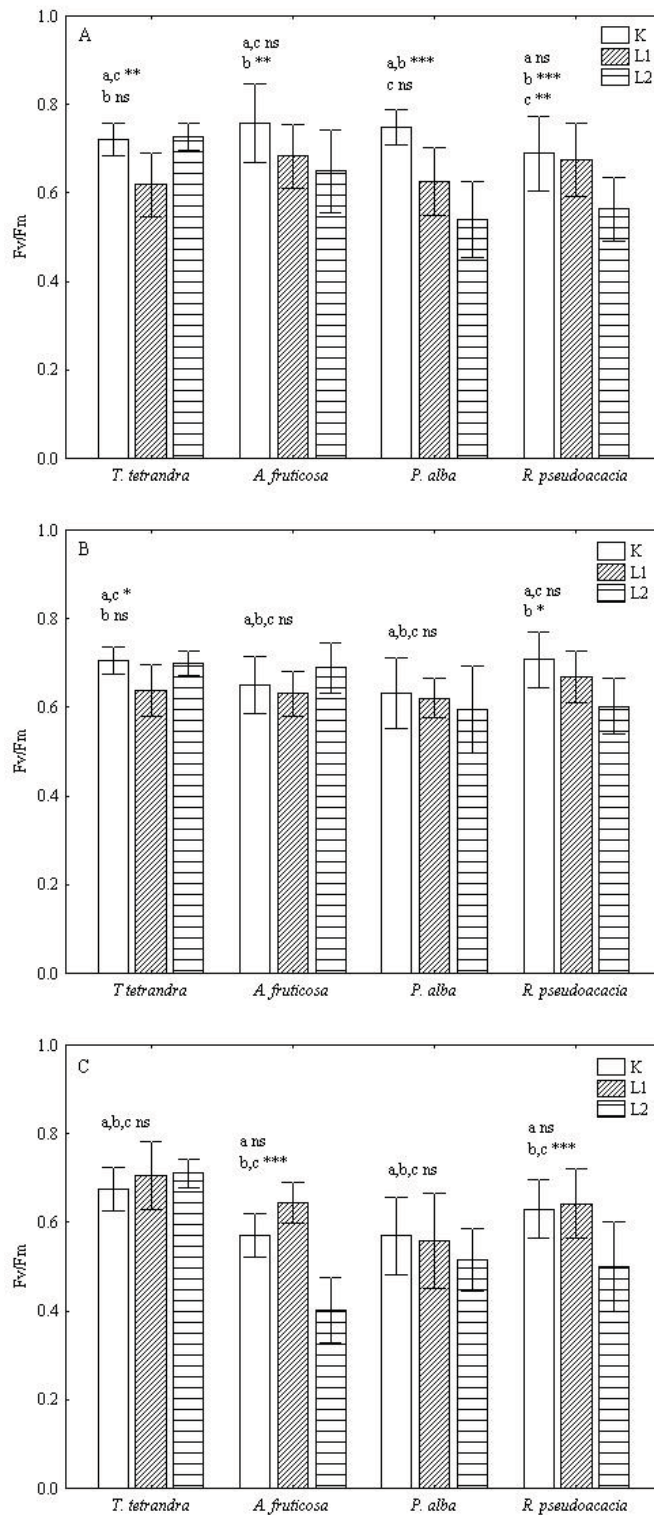 A
K
L1
L2
a,c **
b ns
a,c ns
b **
a,b ***
c ns
a ns
b ***
c **
1.0
0.8
0.6
0.4
0.2
0.0
Fv/Fm
T. tetrandra
A. fruticosa
P. alba
R. pseudoacacia
B
K
L1
L2
a,c *
b ns
a,b,c ns
a,b,c ns
a,c ns
b *
1.0
0.8
0.6
0.4
0.2
0.0
Fv/Fm
T tetrandra
A. fruticosa
P. alba
R. pseudoacacia
C
K
L1
L2
a,b,c ns
a ns
b,c ***
a,b,c ns
a ns
b,c ***
1.0
0.8
0.6
0.4
0.2
0.0
Fv/Fm
T. tetrandra
A. fruticosa
P. alba
R. pseudoacacia